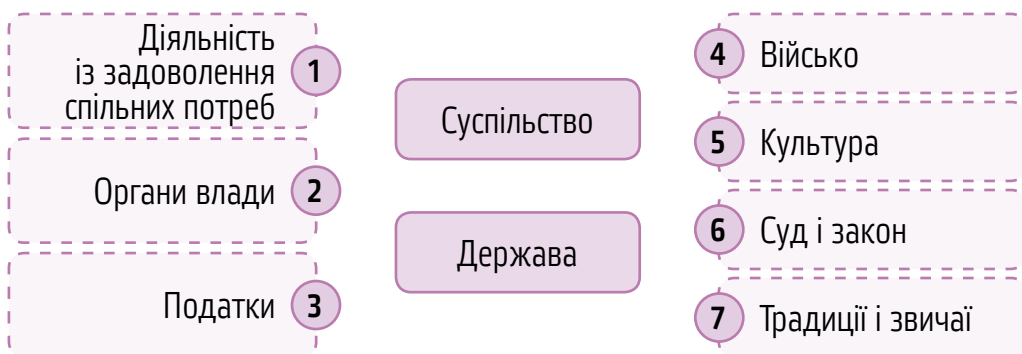 Діяльність
із задоволення
спільних потреб
1
Органи влади
2
Податки
3
Суспільство
Держава
4
Військо
5
Культура
6
Суд і закон
7
Традиції і звичаї